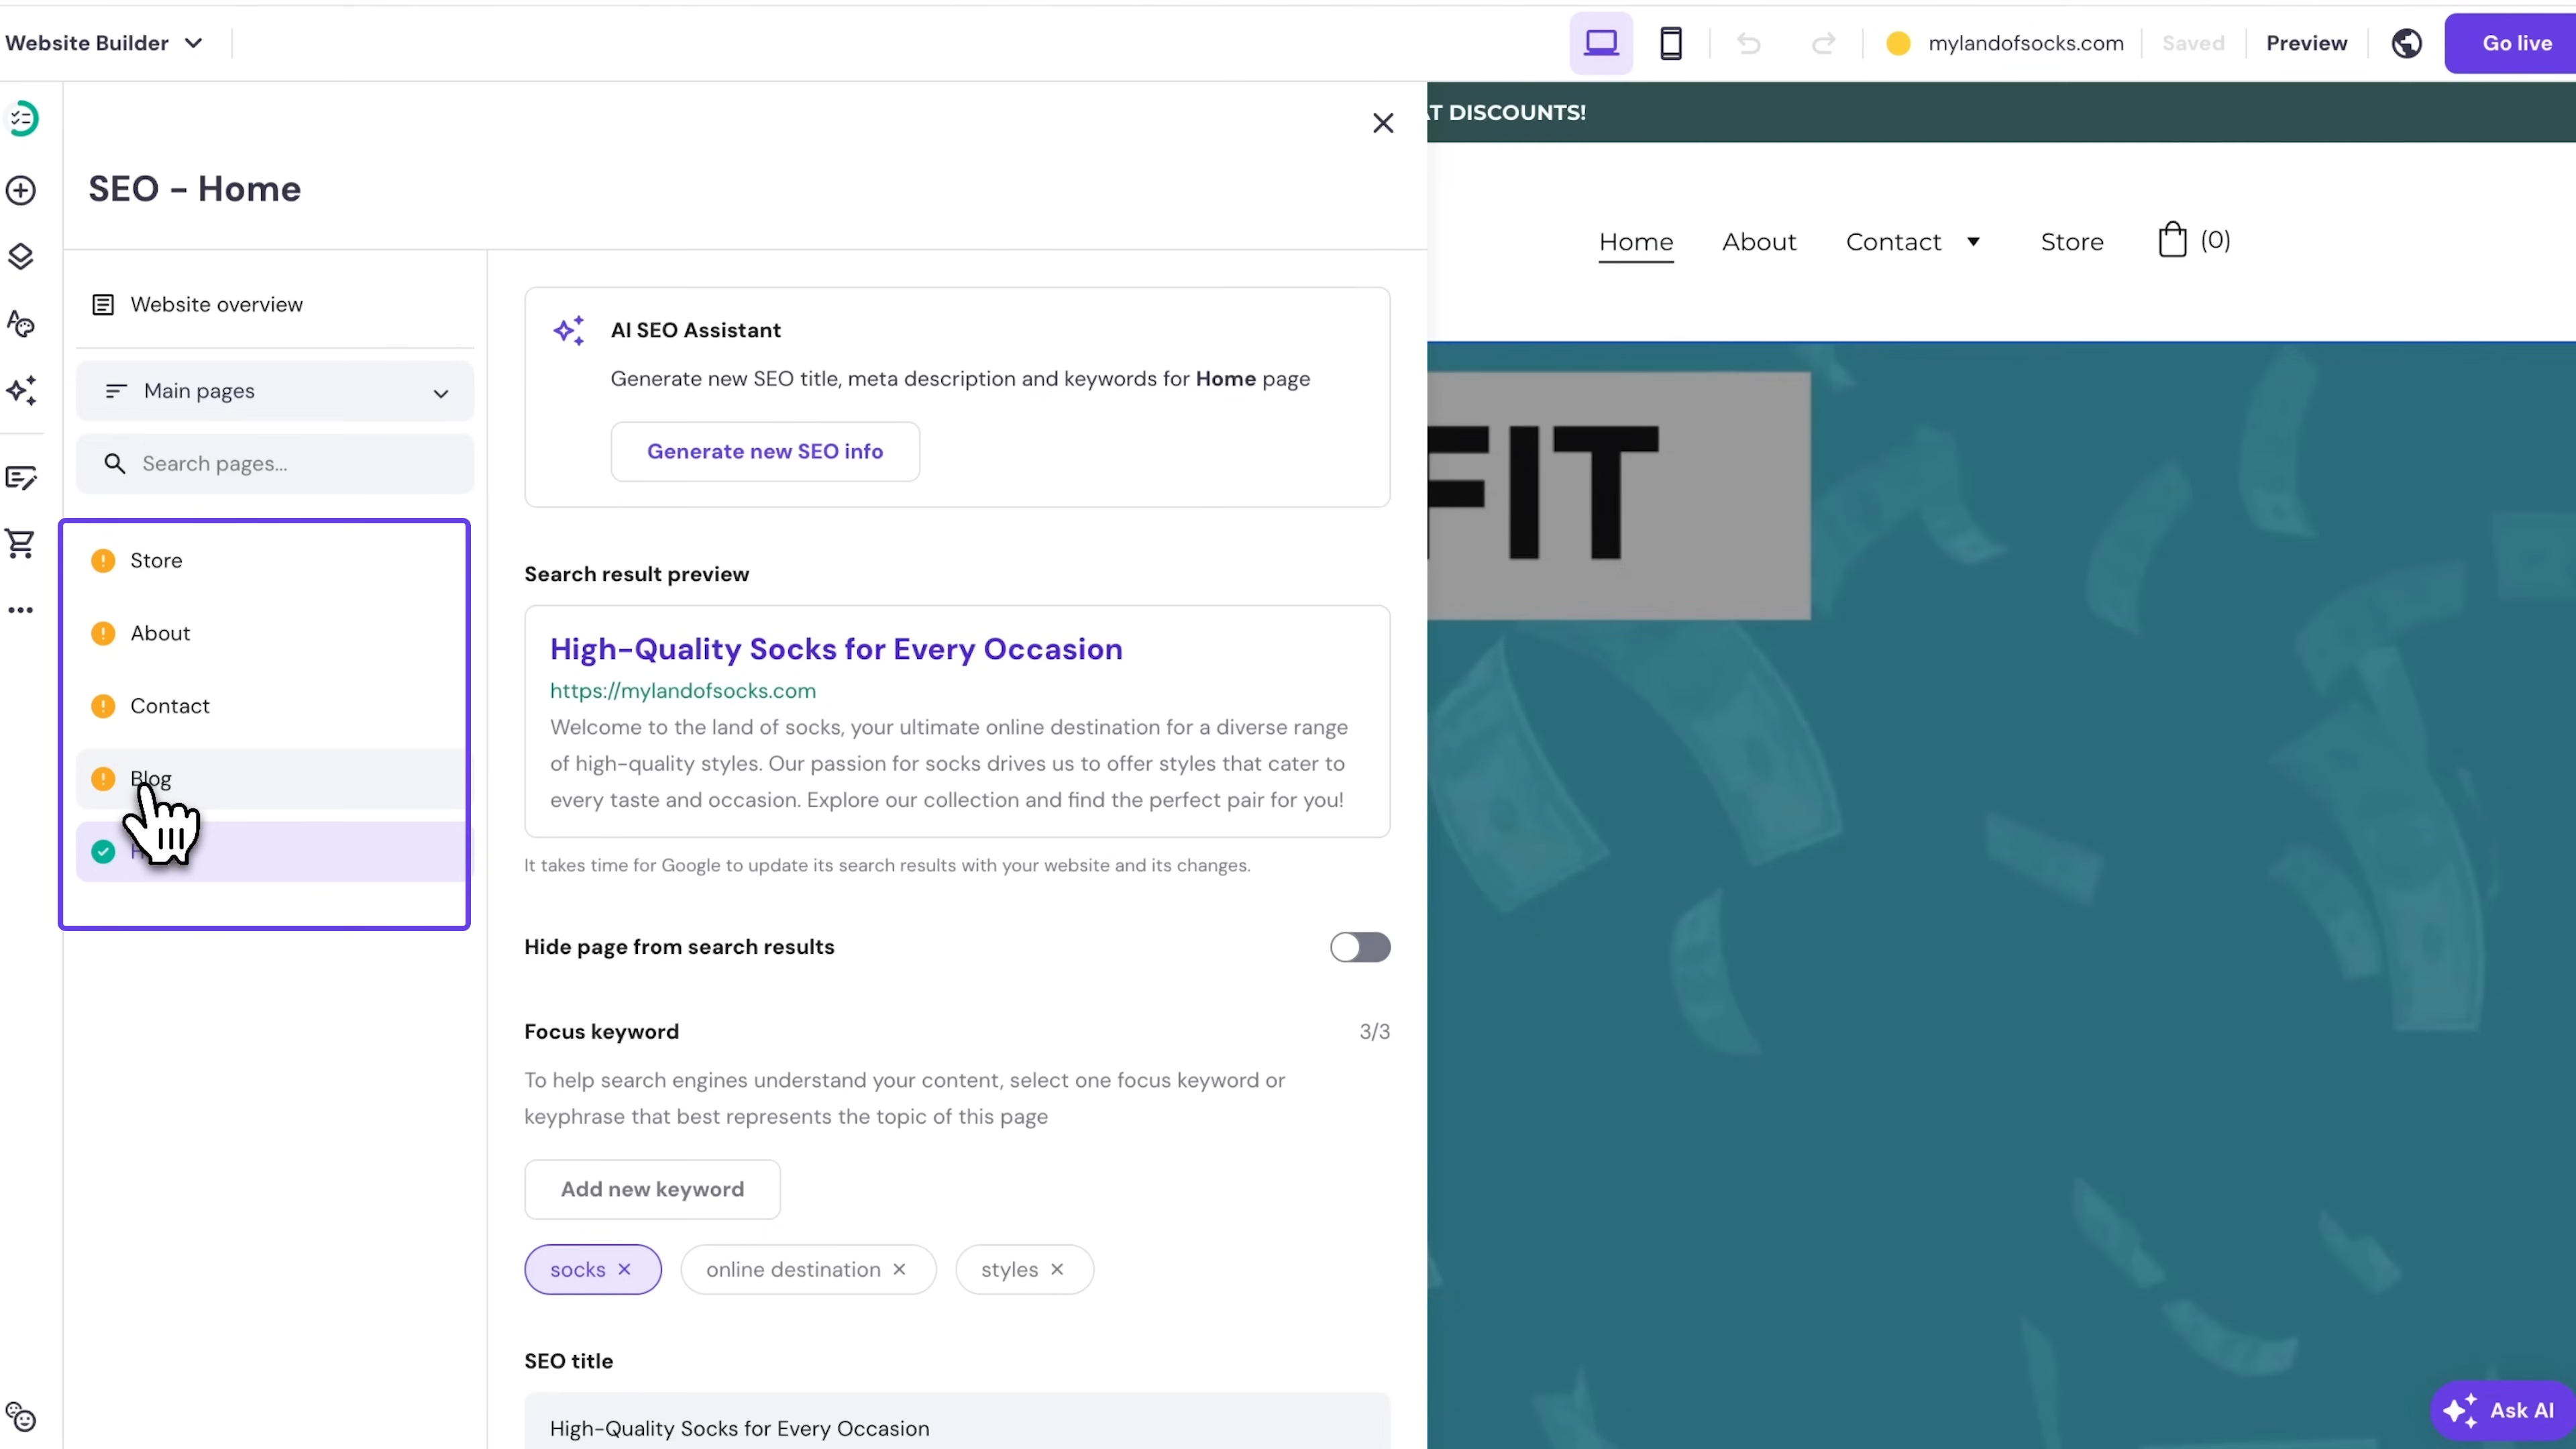 Website Builder
mylandofsocks.com
Saved
Preview
Go live
T DISCOUNTS!
SEO - Home
Home
About
Contact
Store
(0)
Website overview
Main pages
Search pages...
Store
About
Contact
Blog
AI SEO Assistant
Generate new SEO title, meta description and keywords for Home page
Generate new SEO info
FIT
Search result preview
High-Quality Socks for Every Occasion
https://mylandofsocks.com
Welcome to the land of socks, your ultimate online destination for a diverse range
of high-quality styles. Our passion for socks drives us to offer styles that cater to
every taste and occasion. Explore our collection and find the perfect pair for you!
It takes time for Google to update its search results with your website and its changes.
Hide page from search results
Focus keyword
3/3
To help search engines understand your content, select one focus keyword or
keyphrase that best represents the topic of this page
Add new keyword
socks
online destination
styles
SEO title
High-Quality Socks for Every Occasion
Ask AI